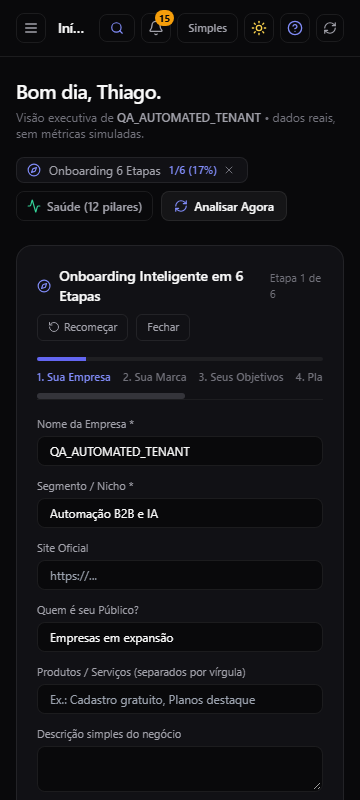 Iní...
15
Simples
Bom dia, Thiago.
Visão executiva de QA_AUTOMATED_TENANT • dados reais,
sem métricas simuladas.
Onboarding 6 Etapas 1/6 (17%)
Saúde (12 pilares)
Analisar Agora
Onboarding Inteligente em 6
Etapas
Etapa 1 de
6
Recomeçar
Fechar
1. Sua Empresa 2. Sua Marca 3. Seus Objetivos 4. Pla
Nome da Empresa *
QA_AUTOMATED_TENANT
Segmento / Nicho *
Automação B2B e IA
Site Oficial
https://...
Quem é seu Público?
Empresas em expansão
Produtos / Serviços (separados por vírgula)
Ex.: Cadastro gratuito, Planos destaque
Descrição simples do negócio